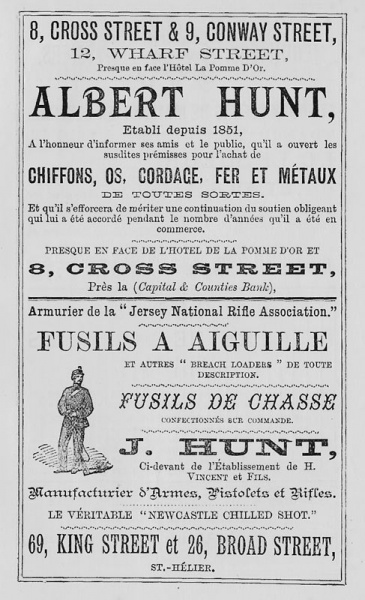 8, CROSS STREET & 9, CONWAY STREET,
12, WHARF STREET,
Presque en face l'Hôtel La Pomme D'Or.
ALBERT HUNT,
Etabli depuis 1851,
A l'honneur d'informer ses amis et le public, qu'il a ouvert les
susdites prémisses pour l'achat de
CHIFFONS, OS, CORDAGE, FER ET MÉTAUX
DE TOUTES SORTES.
Et qu'il s'efforcera de mériter une continuation du soutien obligeant
qui lui a été accordé pendant le nombre d'années qu'il a été en
commerce.
PRESQUE EN FACE DE L'HOTEL DE LA POMME D'OR ET
8, CROSS STREET,
Près la (Capital & Counties Bank),
Armurier de la "Jersey National Rifle Association."
FUSILS A AIGUILLE
ET AUTRES "BREACH LOADERS" DE TOUTE
DESCRIPTION.
FUSILS DE CHASSE
CONFECTIONNÉS SUR COMMANDE.
J. HUNT,
Ci-devant de l'Établissement de H.
VINCENT et FILS.
Manufacturier d'Armes, Pistolets et Rifles.
LE VÉRITABLE "NEWCASTLE CHILLED SHOT."
69, KING STREET et 26, BROAD STREET,
ST.-HÉLIER.